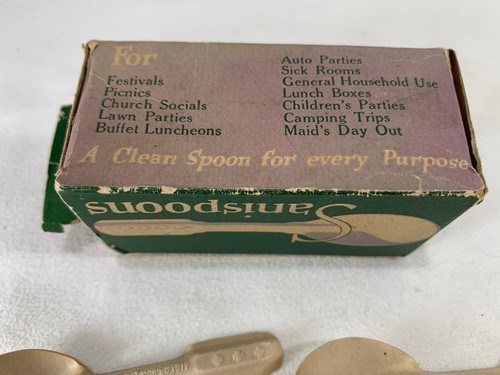 For
Festivals
Picnics
Church Socials
Lawn Parties
Buffet Luncheons
Auto Parties
Sick Rooms
General Household Use
Lunch Boxes
Children's Parties
Camping Trips
Maid's Day Out
A Clean Spoon for every Purpose
Sanispoons